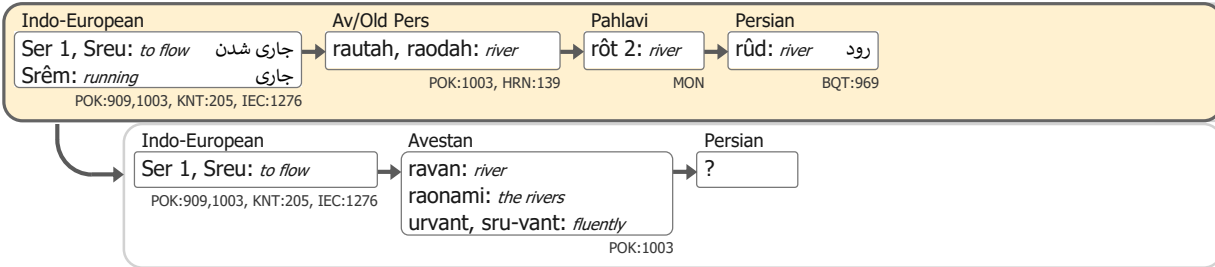 Indo-European
Av/Old Pers
Pahlavi
Persian
Ser 1, Sreu: to flow جاری شدن
Srêm: running جاری
rautah, raodah: river
rôt 2: river
rûd: river رود
POK:909,1003, KNT:205, IEC:1276
POK:1003, HRN:139
MON
BQT:969
Indo-European
Avestan
Persian
Ser 1, Sreu: to flow
ravan: river
raonami: the rivers
urvant, sru-vant: fluently
?
POK:909,1003, KNT:205, IEC:1276
POK:1003